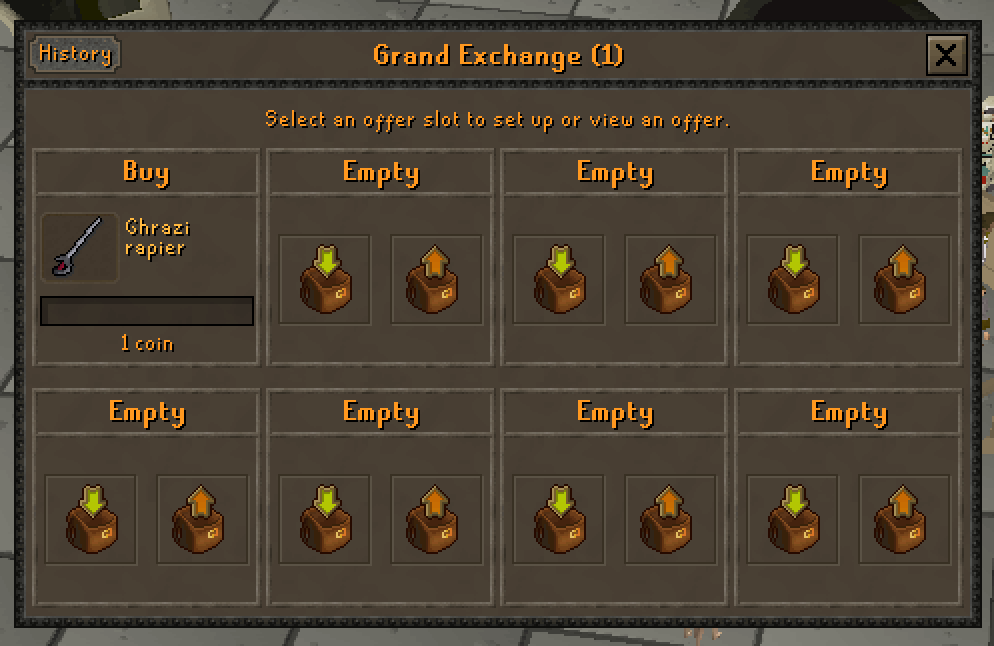 History
Grand Exchange (1)
Select an offer slot to set up or view an offer.
Buy
Empty
Empty
Empty
Ghrazi
rapier
1 coin
Empty
Empty
Empty
Empty